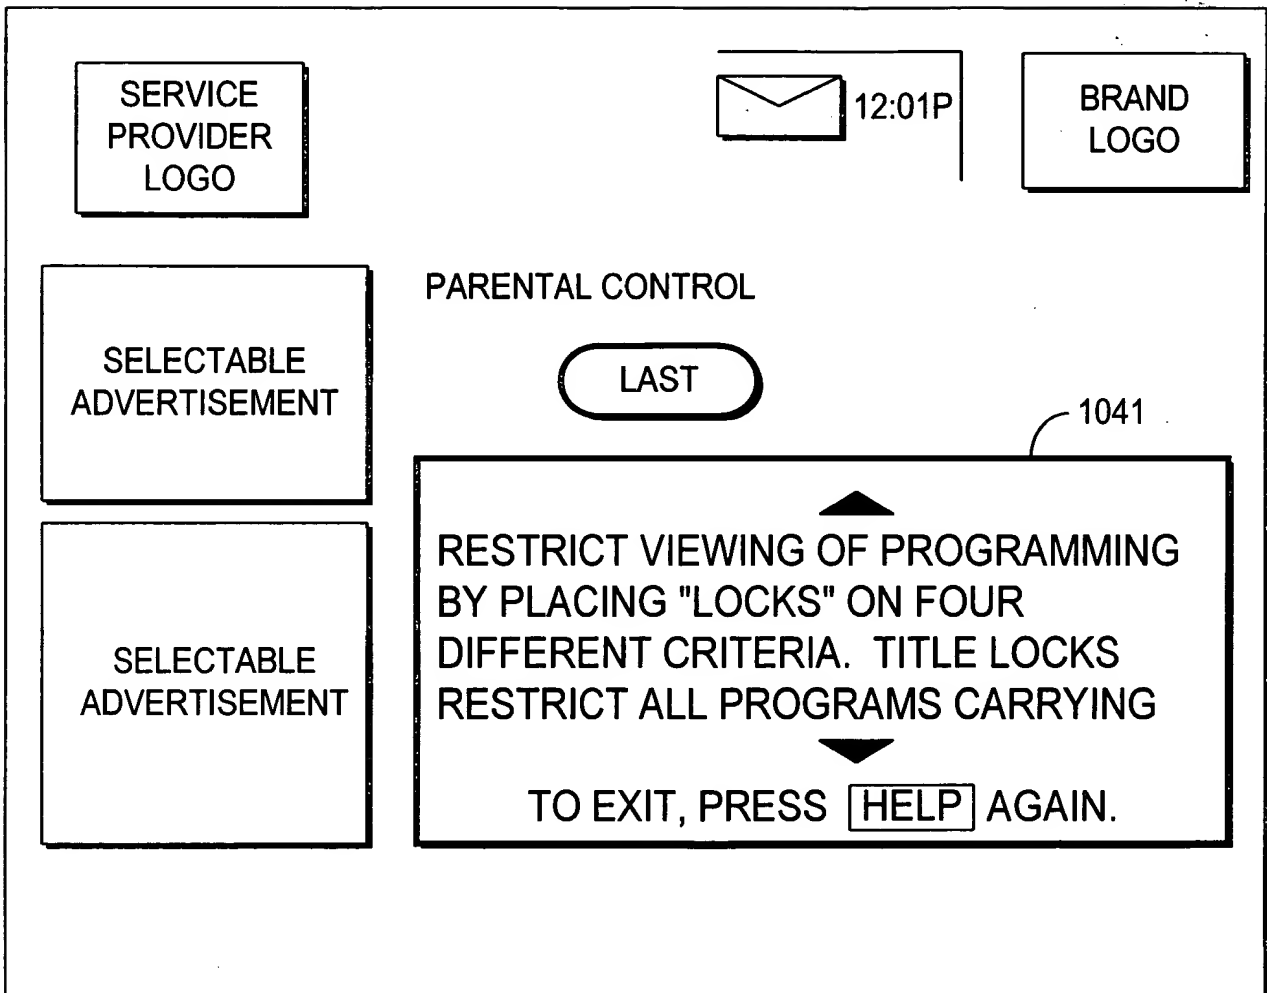 SERVICE
PROVIDER
LOGO
12:01P
BRAND
LOGO
SELECTABLE
ADVERTISEMENT
PARENTAL CONTROL
LAST
1041
RESTRICT VIEWING OF PROGRAMMING
BY PLACING "LOCKS" ON FOUR
DIFFERENT CRITERIA.  TITLE LOCKS
RESTRICT ALL PROGRAMS CARRYING
TO EXIT, PRESS HELP AGAIN.
SELECTABLE
ADVERTISEMENT